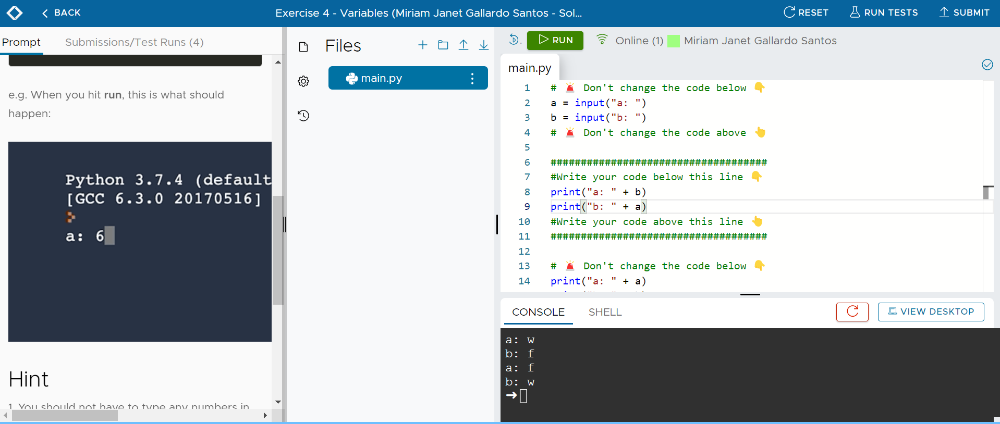 BACK
Exercise 4 - Variables (Miriam Janet Gallardo Santos - Sol...
RESET
RUN TESTS
SUBMIT
Prompt
Submissions/Test Runs (4)
e.g. When you hit run, this is what should
happen:
Python 3.7.4 (default
[GCC 6.3.0 20170516]
a: 6
Hint
1. You should not have to type any numbers in
Files
main.py
RUN
Online (1)
Miriam Janet Gallardo Santos
main.py
1 # 🚨 Don't change the code below 👇
2 a = input("a: ")
3 b = input("b: ")
4 # 🚨 Don't change the code above 👆
5
6 ####################################
7 #Write your code below this line 👇
8 print("a: " + b)
9 print("b: " + a)
10 #Write your code above this line 👆
11 ####################################
12
13 # 🚨 Don't change the code below 👇
14 print("a: " + a)
CONSOLE
SHELL
VIEW DESKTOP
a: w
b: f
a: f
b: w
➜